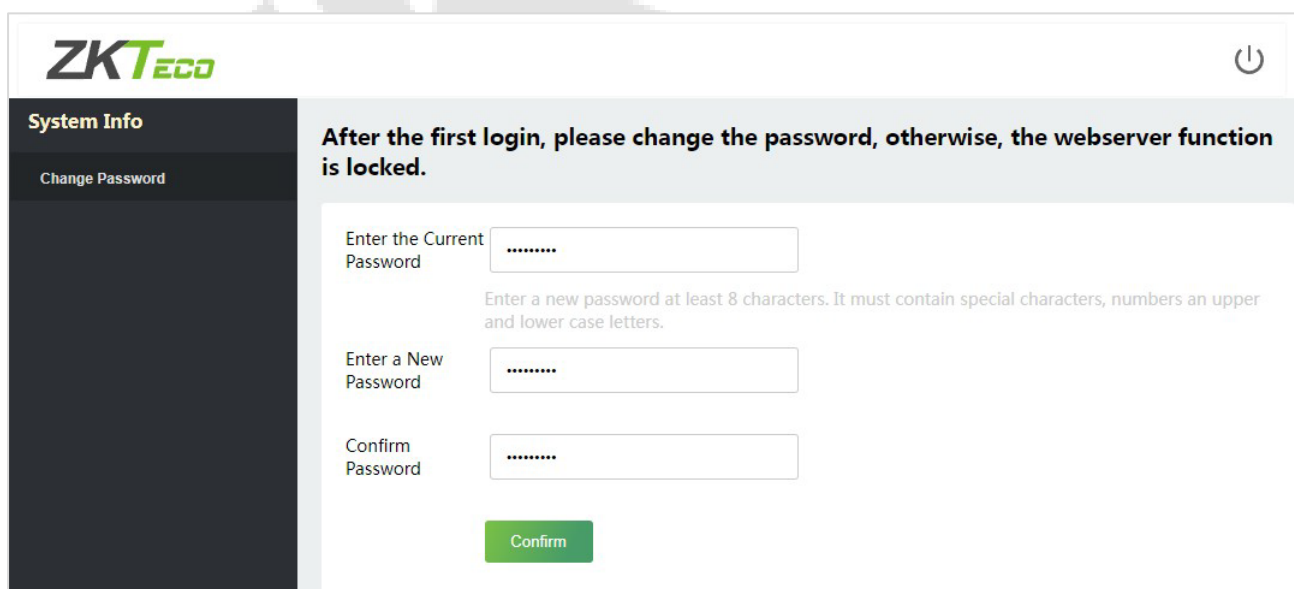 ZKTECO
System Info
Change Password
After the first login, please change the password, otherwise, the webserver function
is locked.
Enter the Current
Password
•••••••••
Enter a new password at least 8 characters. It must contain special characters, numbers an upper
and lower case letters.
Enter a New
Password
•••••••••
Confirm
Password
•••••••••
Confirm